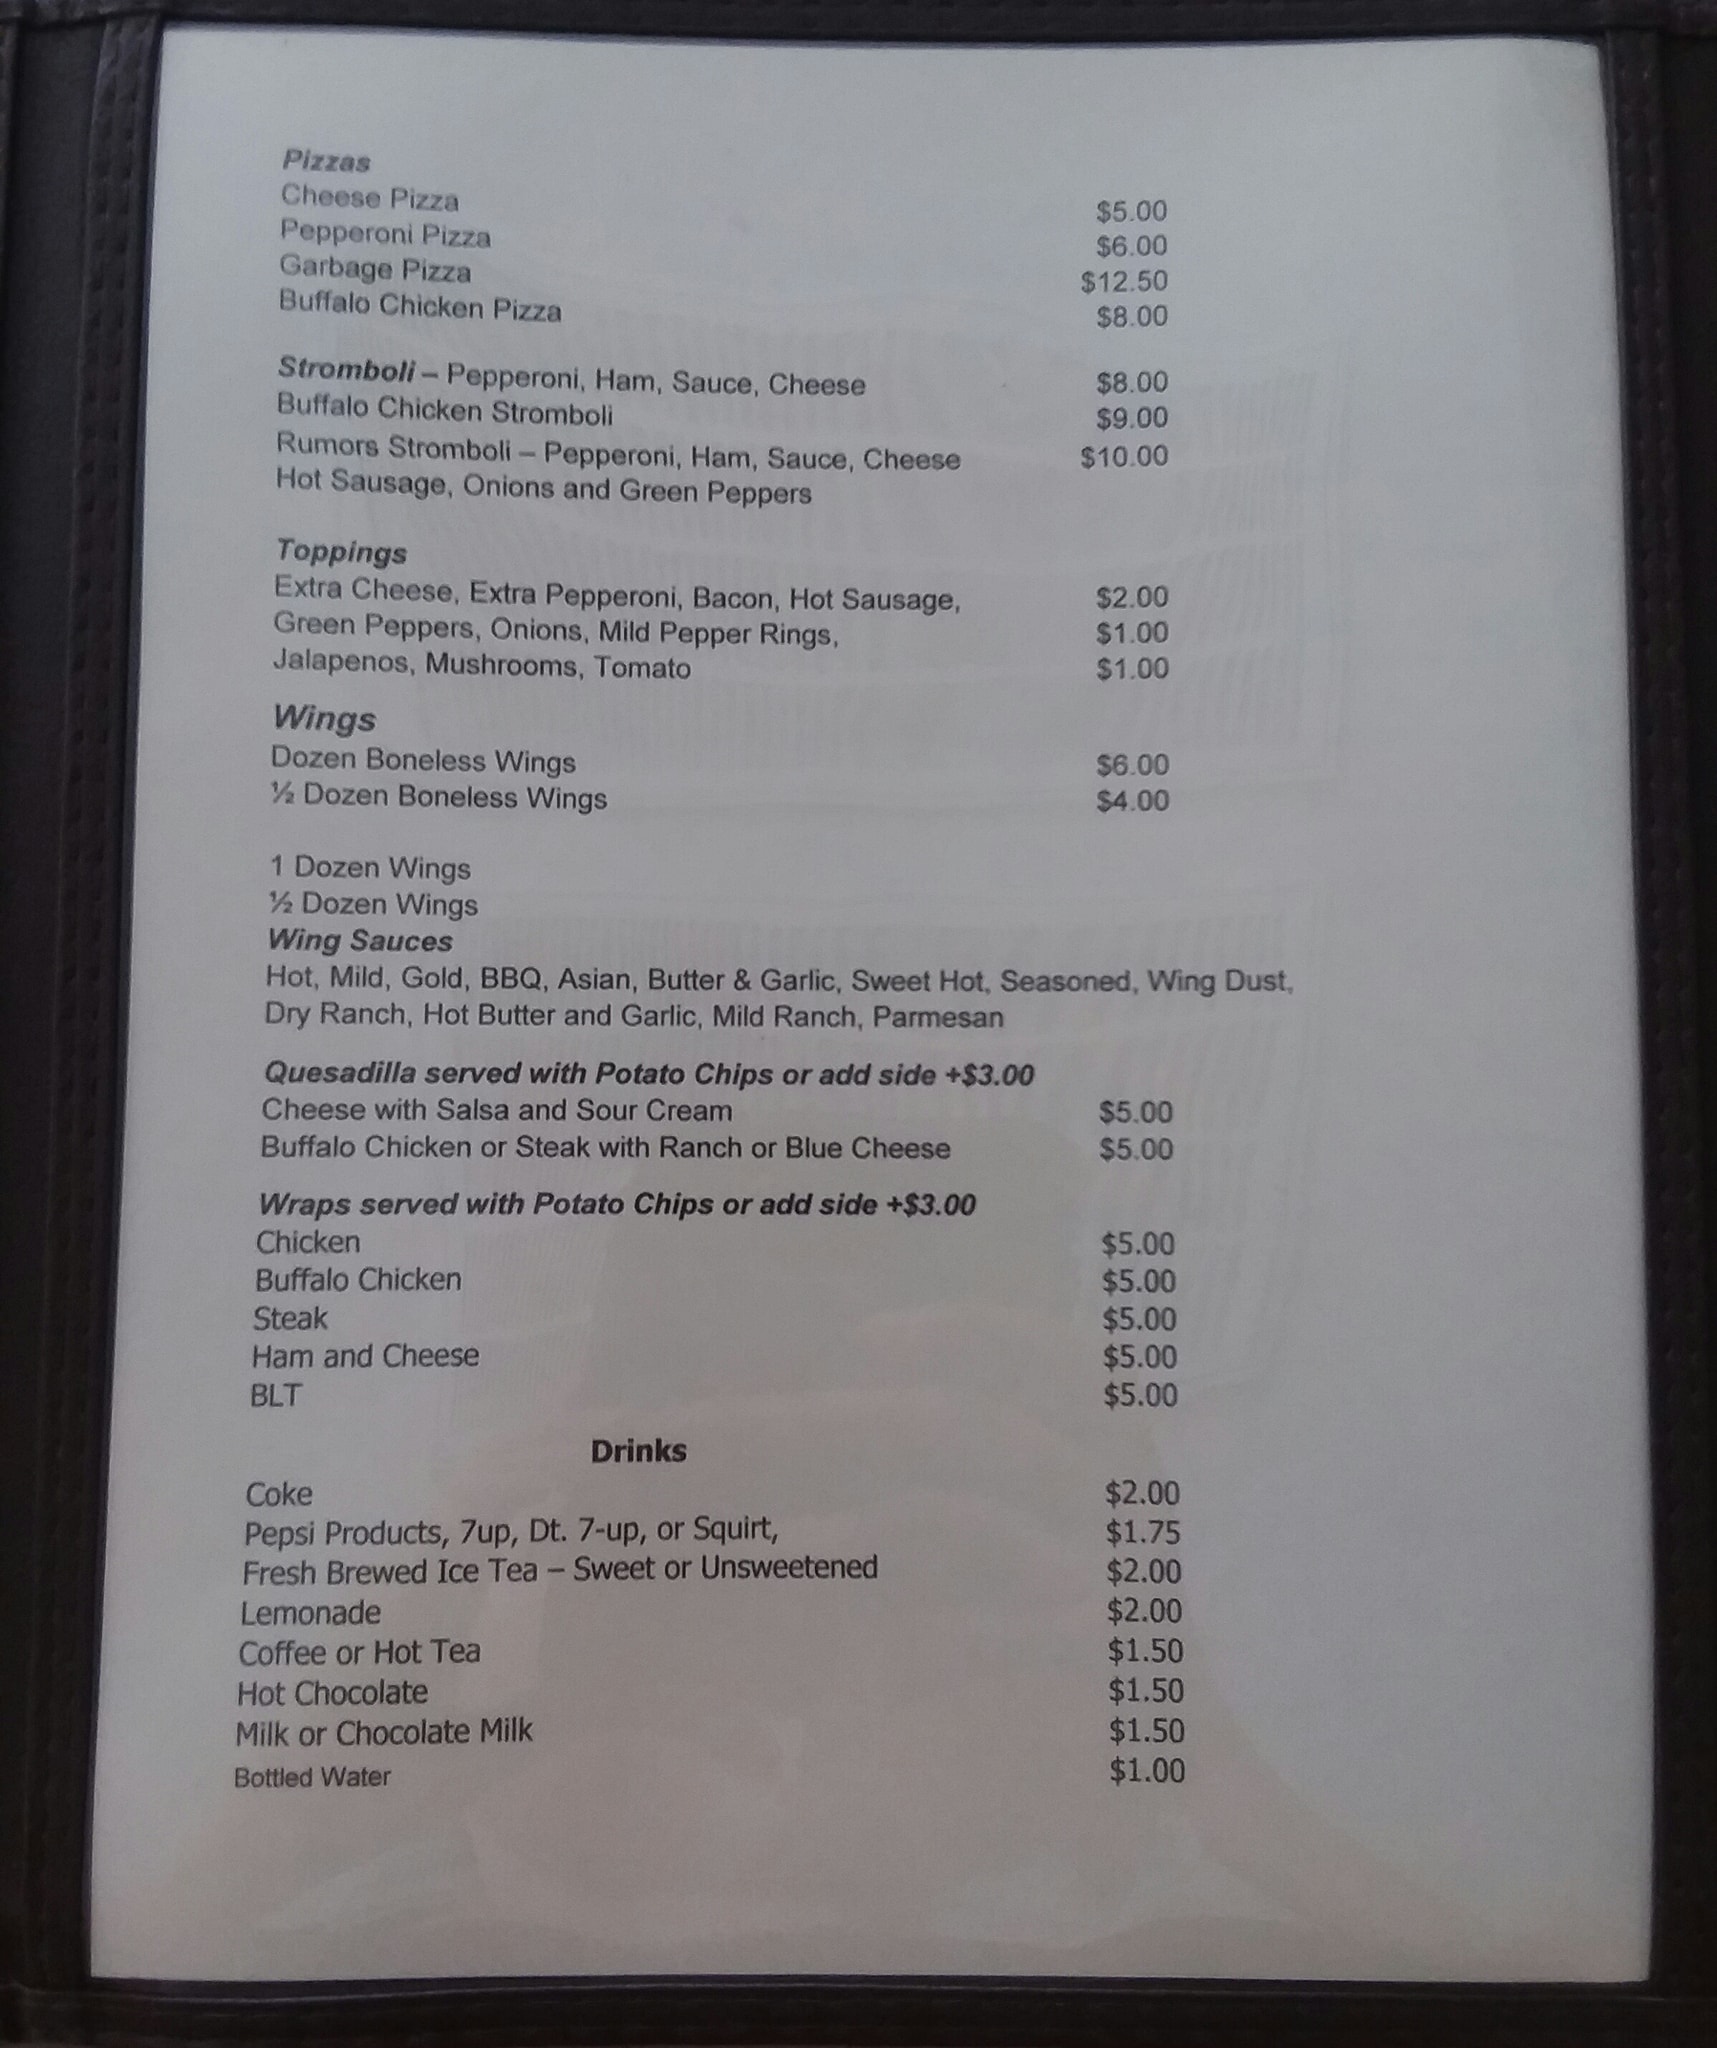 Pizzas
Cheese Pizza $5.00
Pepperoni Pizza $6.00
Garbage Pizza $12.50
Buffalo Chicken Pizza $8.00
Stromboli – Pepperoni, Ham, Sauce, Cheese $8.00
Buffalo Chicken Stromboli $9.00
Rumors Stromboli – Pepperoni, Ham, Sauce, Cheese $10.00
Hot Sausage, Onions and Green Peppers
Toppings
Extra Cheese, Extra Pepperoni, Bacon, Hot Sausage, $2.00
Green Peppers, Onions, Mild Pepper Rings, $1.00
Jalapenos, Mushrooms, Tomato $1.00
Wings
Dozen Boneless Wings $6.00
½ Dozen Boneless Wings $4.00
1 Dozen Wings
½ Dozen Wings
Wing Sauces
Hot, Mild, Gold, BBQ, Asian, Butter & Garlic, Sweet Hot, Seasoned, Wing Dust,
Dry Ranch, Hot Butter and Garlic, Mild Ranch, Parmesan
Quesadilla served with Potato Chips or add side +$3.00
Cheese with Salsa and Sour Cream $5.00
Buffalo Chicken or Steak with Ranch or Blue Cheese $5.00
Wraps served with Potato Chips or add side +$3.00
Chicken $5.00
Buffalo Chicken $5.00
Steak $5.00
Ham and Cheese $5.00
BLT $5.00
Drinks
Coke $2.00
Pepsi Products, 7up, Dt. 7-up, or Squirt, $1.75
Fresh Brewed Ice Tea – Sweet or Unsweetened $2.00
Lemonade $2.00
Coffee or Hot Tea $1.50
Hot Chocolate $1.50
Milk or Chocolate Milk $1.50
Bottled Water $1.00